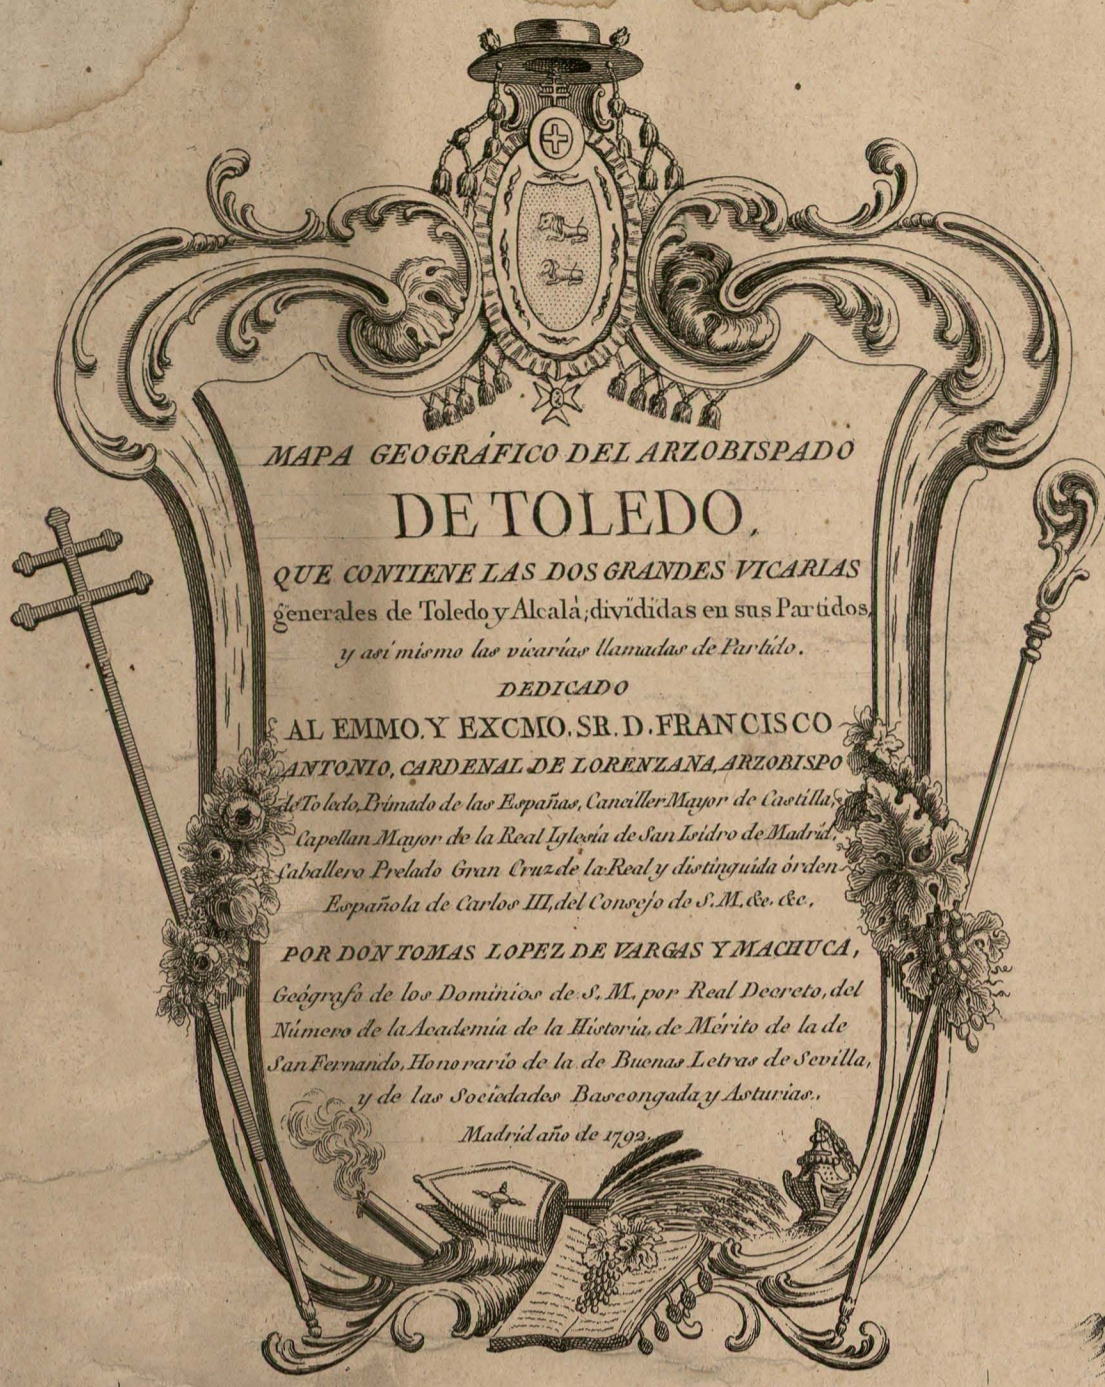 MAPA GEOGRÁFICO DEL ARZOBISPADO
DE TOLEDO,
QUE CONTIENE LAS DOS GRANDES VICARIAS
generales de Toledo y Alcalá; divididas en sus Partidos,
y asi mismo las vicarías llamadas de Partido.
DEDICADO
AL EMMO. Y EXCMO. SR. D. FRANCISCO
ANTONIO, CARDENAL DE LORENZANA, ARZOBISPO
de Toledo, Primado de las Españas, Canciller Mayor de Castilla,
Capellan Mayor de la Real Iglesia de San Isidro de Madrid,
Caballero Prelado Gran Cruz de la Real y distinguida órden
Española de Carlos III, del Consejo de S. M. &c. &c.
POR DON TOMAS LOPEZ DE VARGAS Y MACHUCA,
Geógrafo de los Dominios de S. M. por Real Decreto, del
Número de la Academia de la Historia, de Mérito de la de
San Fernando, Honorario de la de Buenas Letras de Sevilla,
y de las Sociedades Bascongada y Asturias.
Madrid año de 1792.